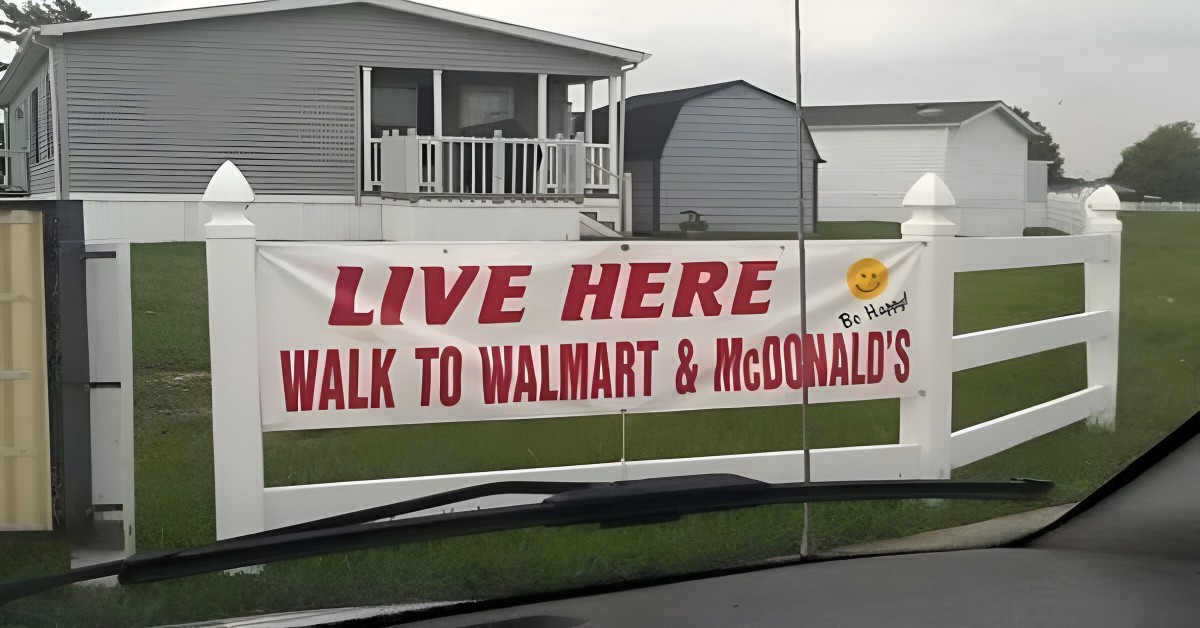 LIVE HERE
Be Happy!
WALK TO WALMART & McDONALD'S